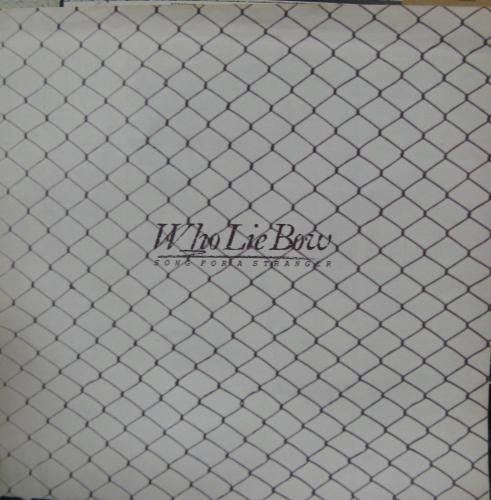 Who Lie Bow
SONG FOR A STRANGER